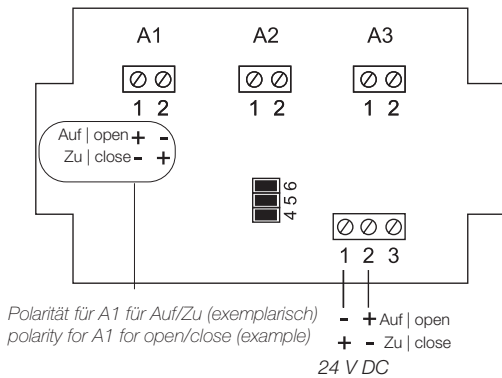 A1 A2 A3
1 2 1 2 1 2
Auf | open + -
Zu | close - +
4 5 6
1 2 3
- + Auf | open
+ - Zu | close
24 V DC
Polarität für A1 für Auf/Zu (exemplarisch)
polarity for A1 for open/close (example)